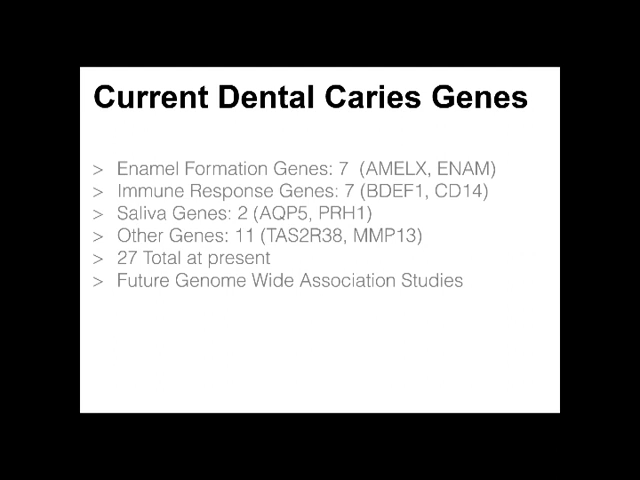 Current Dental Caries Genes
> Enamel Formation Genes: 7 (AMELX, ENAM)
> Immune Response Genes: 7 (BDEF1, CD14)
> Saliva Genes: 2 (AQP5, PRH1)
> Other Genes: 11 (TAS2R38, MMP13)
> 27 Total at present
> Future Genome Wide Association Studies